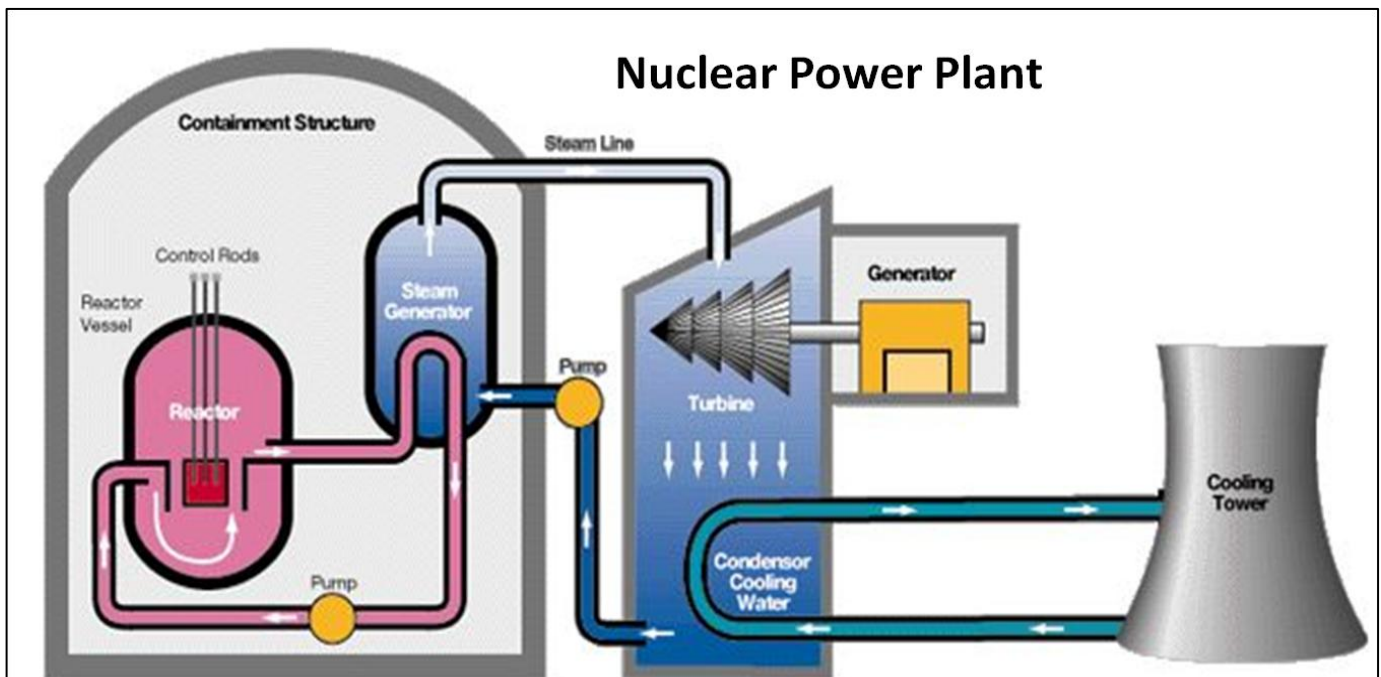 Nuclear Power Plant
Containment Structure
Steam Line
Control Rods
Reactor
Vessel
Steam
Generator
Generator
Pump
Turbine
Reactor
Cooling
Tower
Condensor
Cooling
Water
Pump